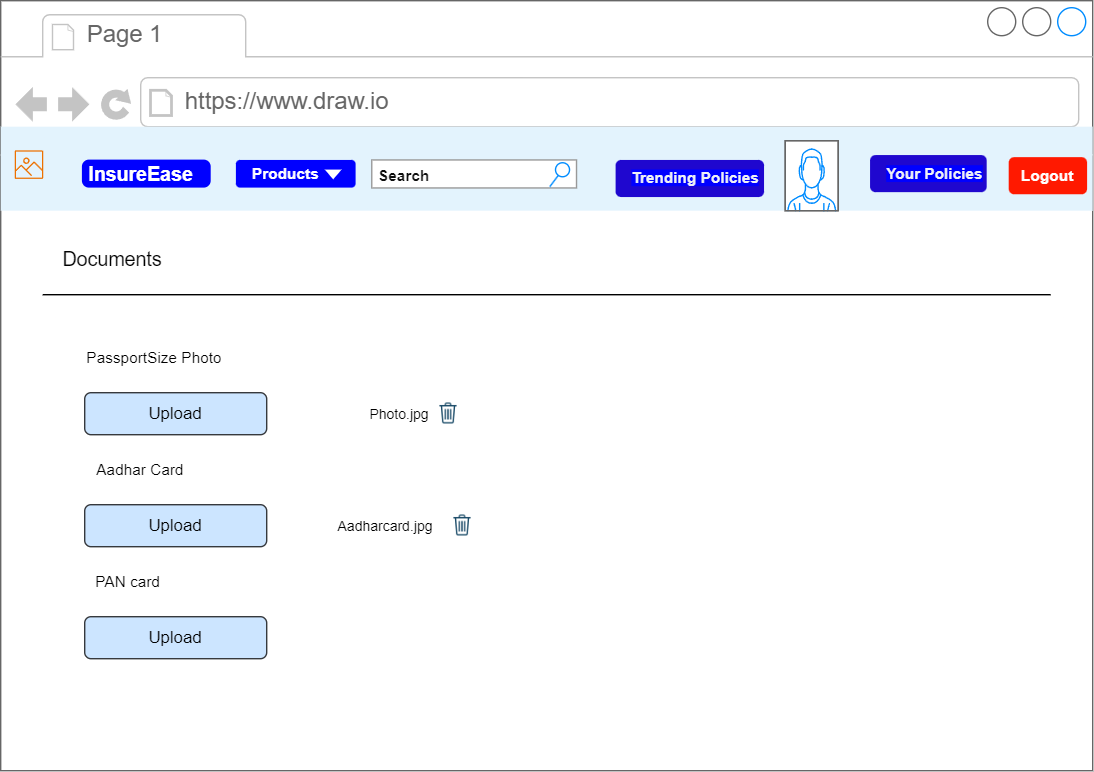 Page 1
https://www.draw.io
InsureEase
Products
Search
Trending Policies
Your Policies
Logout
Documents
PassportSize Photo
Upload
Photo.jpg
Aadhar Card
Upload
Aadharcard.jpg
PAN card
Upload